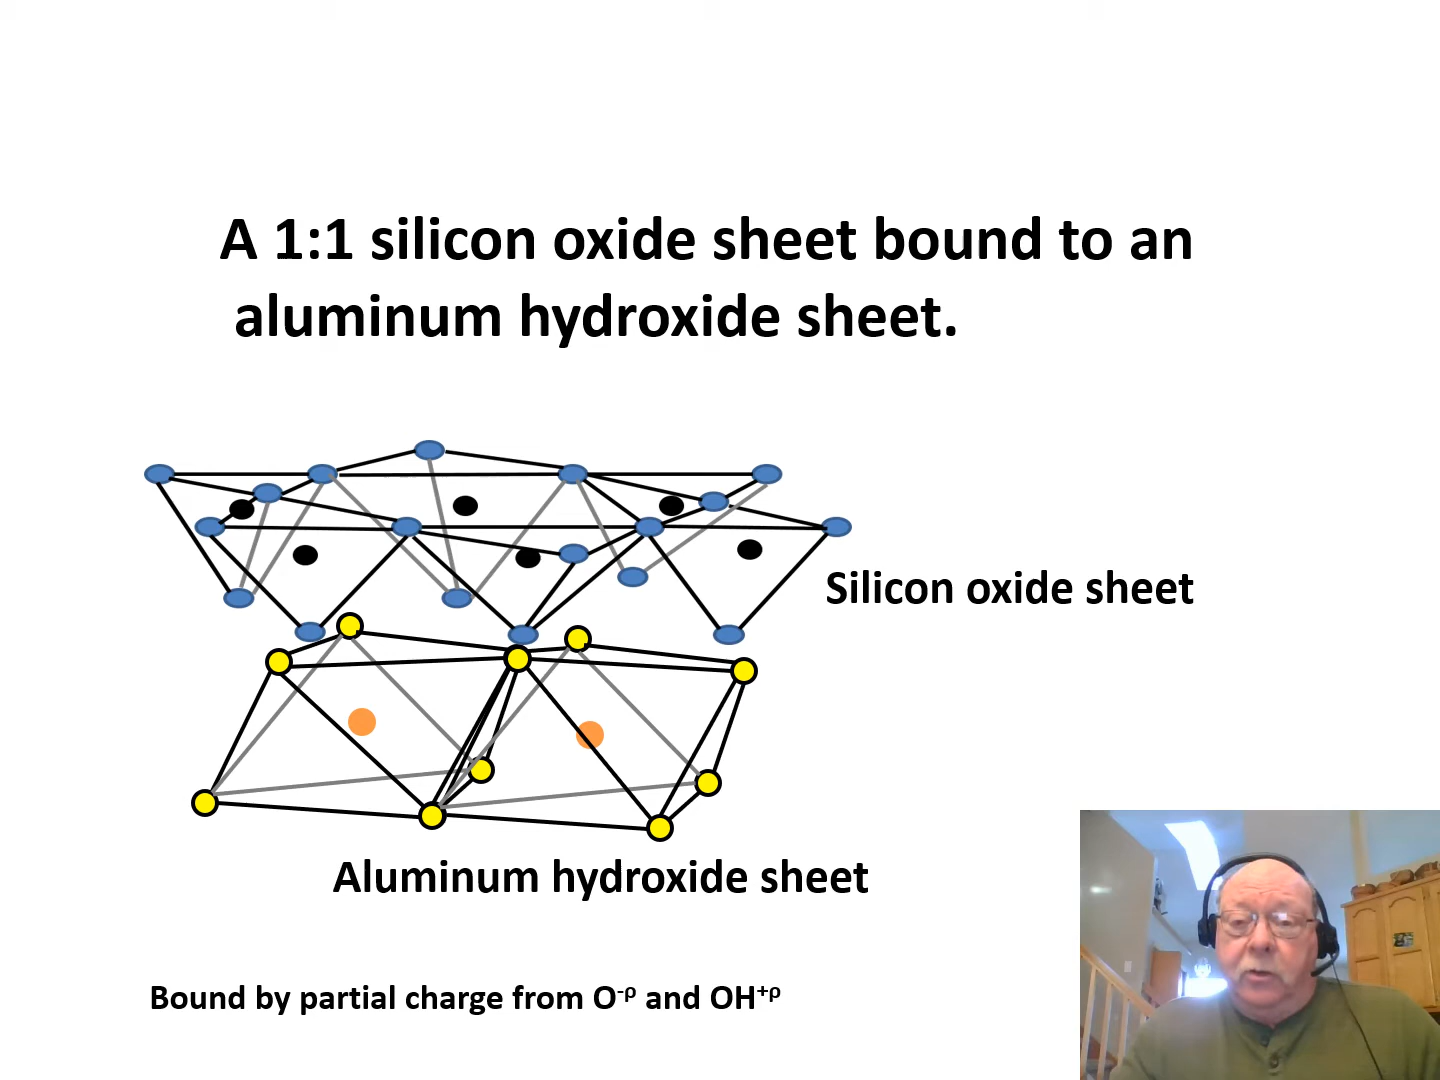 A 1:1 silicon oxide sheet bound to an
aluminum hydroxide sheet.
Silicon oxide sheet
Aluminum hydroxide sheet
Bound by partial charge from O⁻ᵖ and OH⁺ᵖ